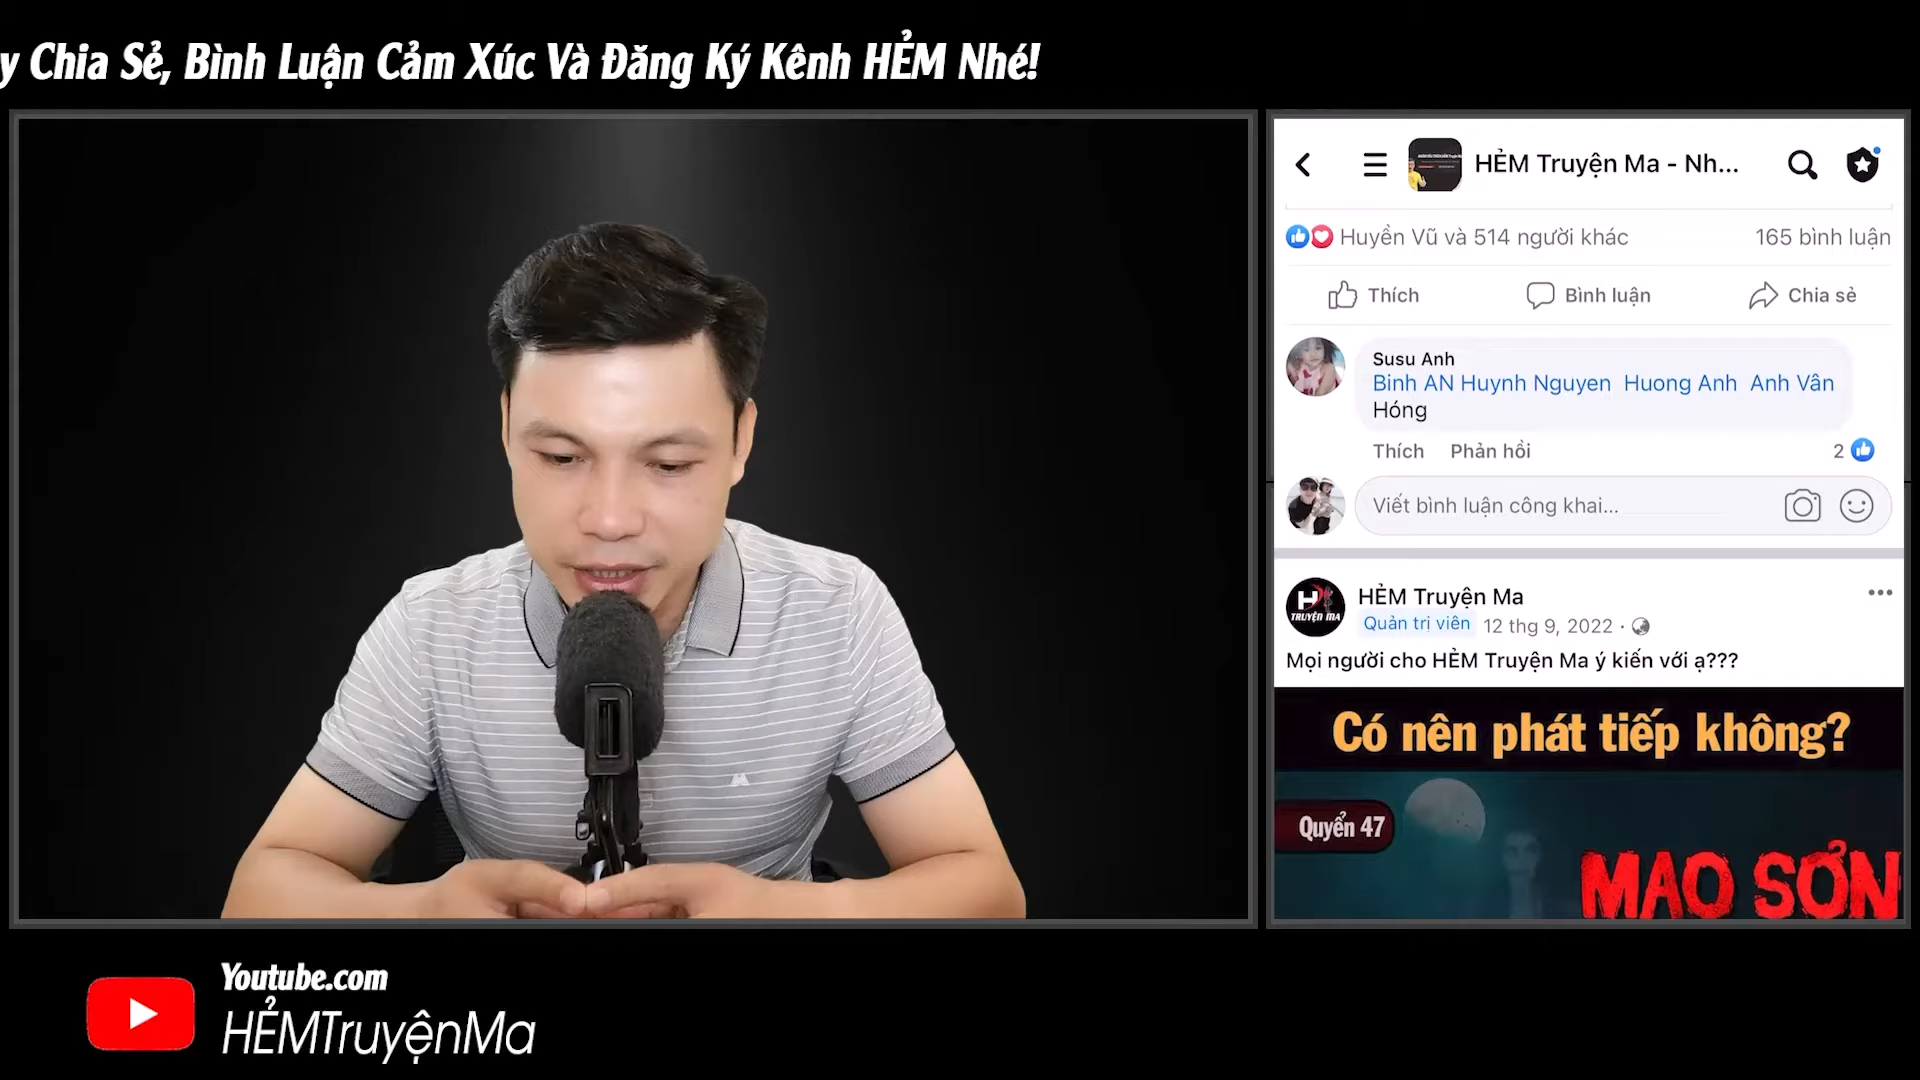 y Chia Sẻ, Bình Luận Cảm Xúc Và Đăng Ký Kênh HẺM Nhé!
HẺM Truyện Ma - Nh...
Huyền Vũ và 514 người khác
165 bình luận
Thích
Bình luận
Chia sẻ
Susu Anh
Binh AN Huynh Nguyen Huong Anh Anh Vân
Hóng
Thích
Phản hồi
2
Viết bình luận công khai...
H
TRUYỆN MA
HẺM Truyện Ma
Quản trị viên
12 thg 9, 2022 ·
Mọi người cho HẺM Truyện Ma ý kiến với ạ???
Có nên phát tiếp không?
Quyển 47
MAO SƠN
Youtube.com
HẺMTruyệnMa